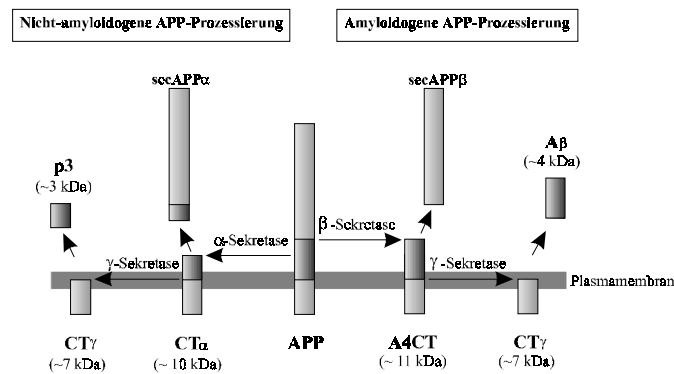 Nicht-amyloidogene APP-Prozessierung
Amyloidogene APP-Prozessierung
secAPPα
secAPPβ
p3
(~3 kDa)
Aβ
(~4 kDa)
α-Sekretase
β-Sekretase
γ-Sekretase
γ-Sekretase
Plasmamembran
CTγ
(~7 kDa)
CTα
(~ 10 kDa)
APP
A4CT
(~ 11 kDa)
CTγ
(~7 kDa)